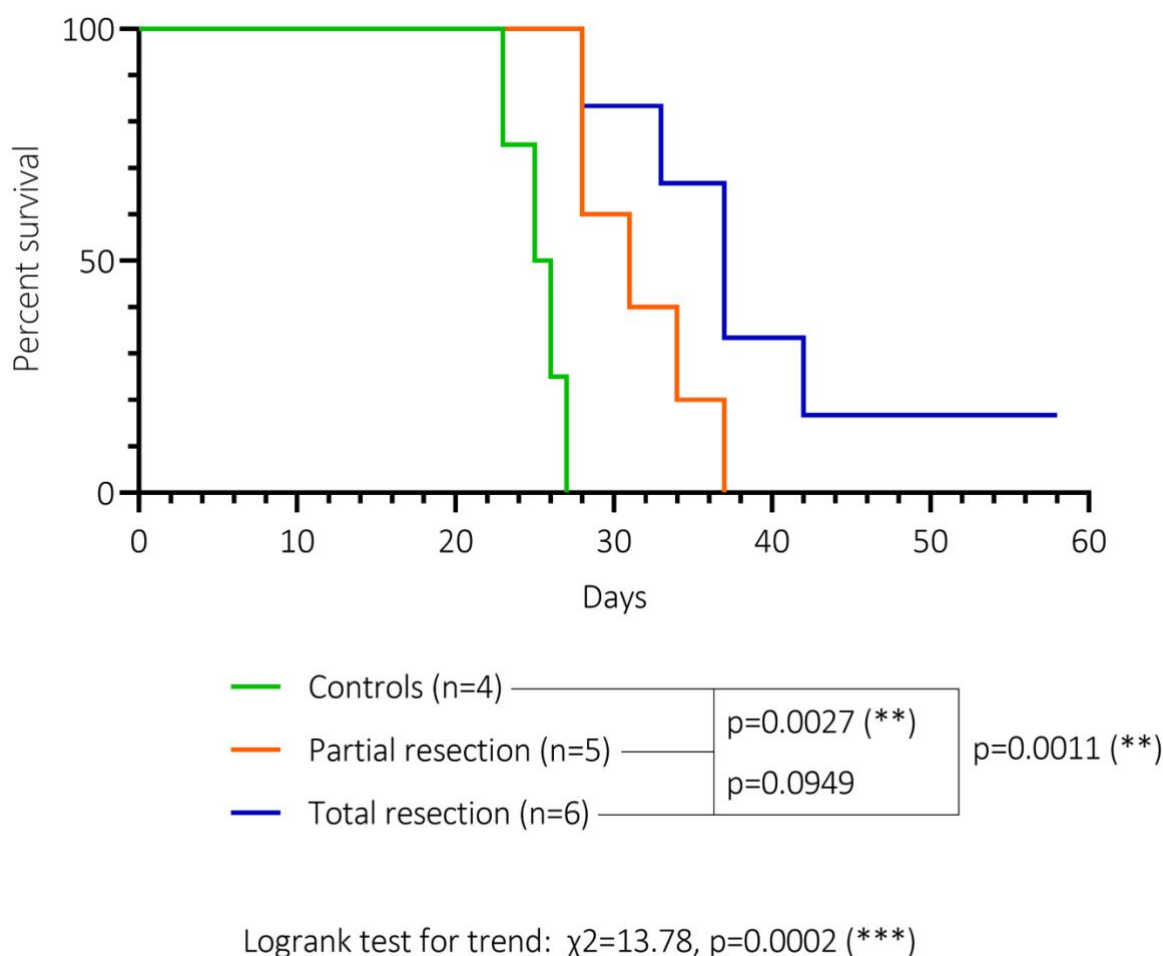 100
50
0
Percent survival
0 10 20 30 40 50 60
Days
Controls (n=4)
p=0.0027 (**)
Partial resection (n=5)
p=0.0011 (**)
p=0.0949
Total resection (n=6)
Logrank test for trend: χ2=13.78, p=0.0002 (***)